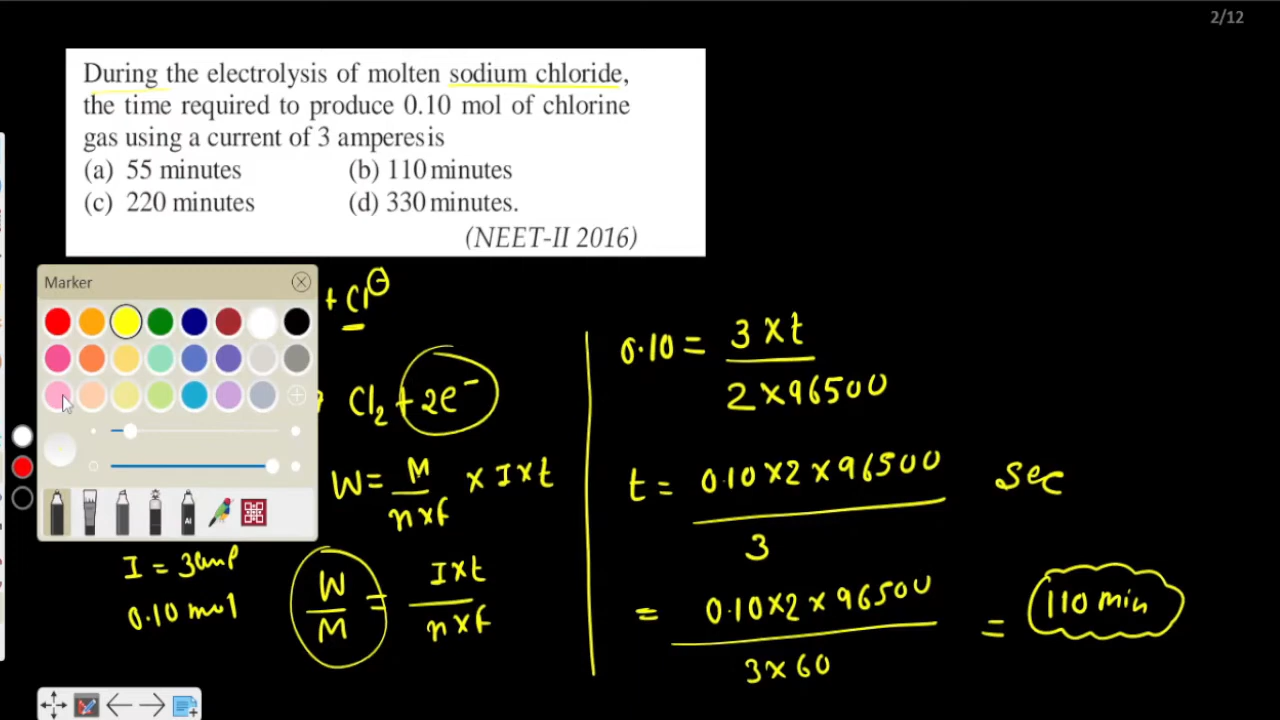 2/12
During the electrolysis of molten sodium chloride,
the time required to produce 0.10 mol of chlorine
gas using a current of 3 amperes is
(a) 55 minutes (b) 110 minutes
(c) 220 minutes (d) 330 minutes.
(NEET-II 2016)
Marker
AI
+ Cl⊖
Cl₂ + 2e⁻
W = M/n×f × I×t
I = 3amp
0.10 mol
W/M = I×t/n×f
0.10 = 3×t/2×96500
t = 0.10×2×96500/3 sec
= 0.10×2×96500/3×60 = 110 min